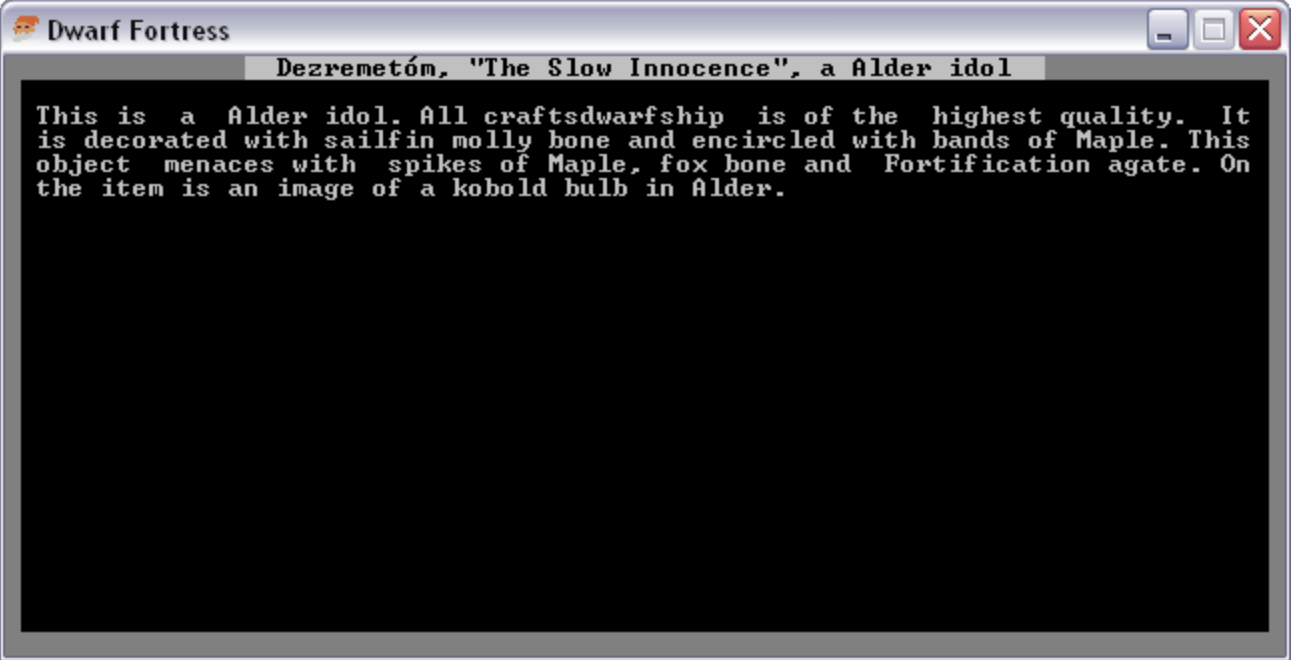 Dwarf Fortress
Dezremetóm, "The Slow Innocence", a Alder idol
This is a Alder idol. All craftsdwarfship is of the highest quality. It
is decorated with sailfin molly bone and encircled with bands of Maple. This
object menaces with spikes of Maple, fox bone and Fortification agate. On
the item is an image of a kobold bulb in Alder.